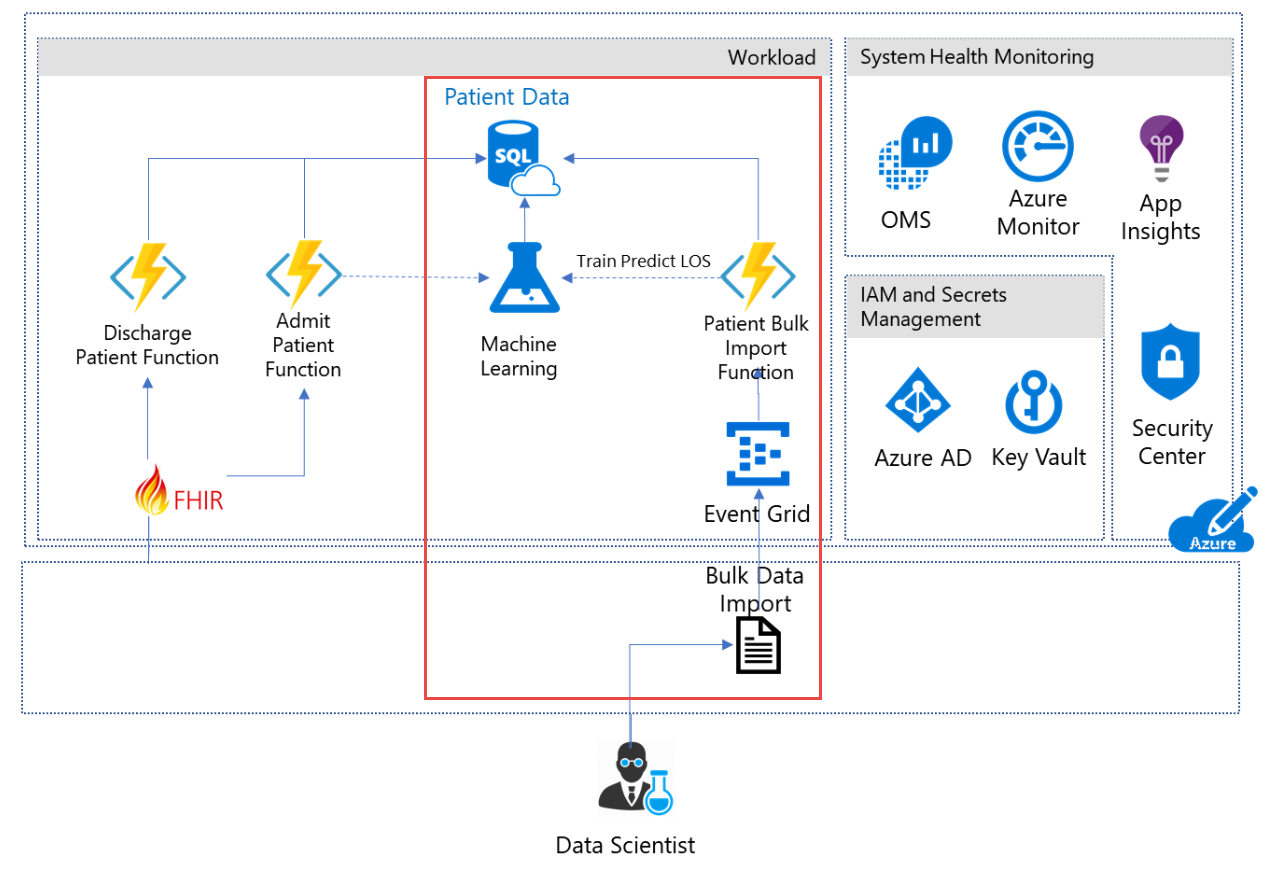 Workload
System Health Monitoring
Patient Data
SQL
OMS
Azure
Monitor
App
Insights
Train Predict LOS
Discharge
Patient Function
Admit
Patient
Function
Machine
Learning
Patient Bulk
Import
Function
IAM and Secrets
Management
Azure AD
Key Vault
Security
Center
FHIR
Event Grid
Azure
Bulk Data
Import
Data Scientist